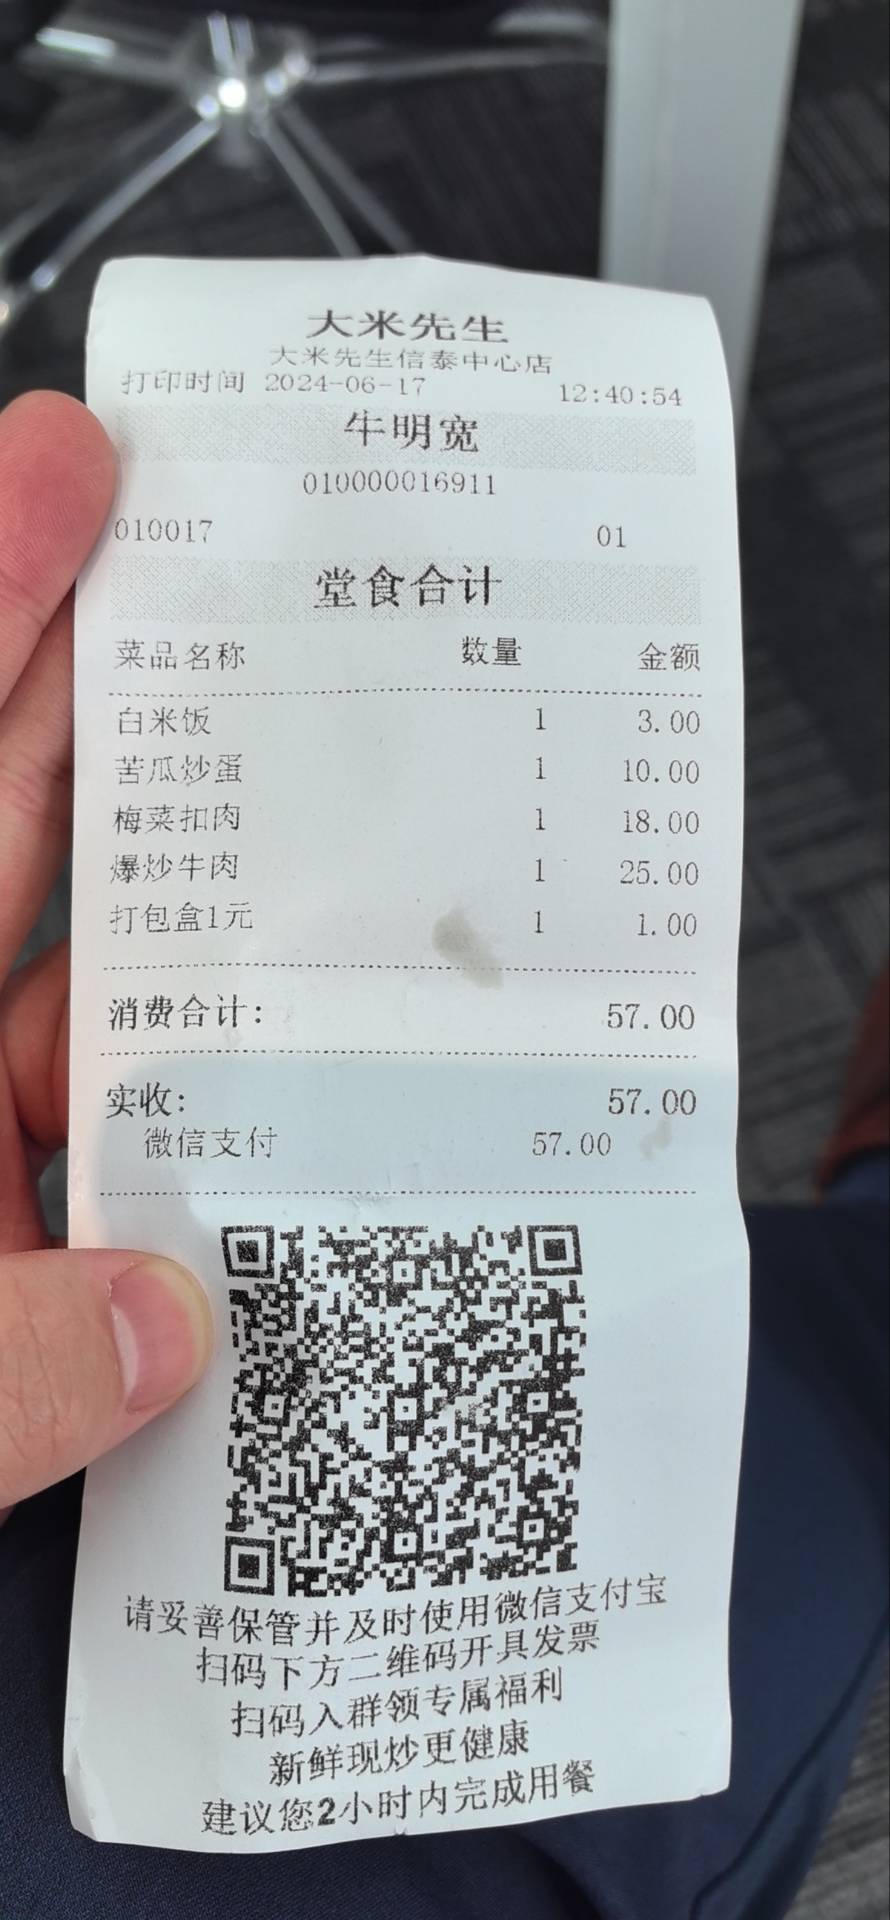 大米先生
大米先生信泰中心店
打印时间 2024-06-17 12:40:54
牛明宽
010000016911
010017 01
堂食合计
菜品名称 数量 金额
白米饭 1 3.00
苦瓜炒蛋 1 10.00
梅菜扣肉 1 18.00
爆炒牛肉 1 25.00
打包盒1元 1 1.00
消费合计: 57.00
实收: 57.00
微信支付 57.00
请妥善保管并及时使用微信支付宝
扫码下方二维码开具发票
扫码入群领专属福利
新鲜现炒更健康
建议您2小时内完成用餐